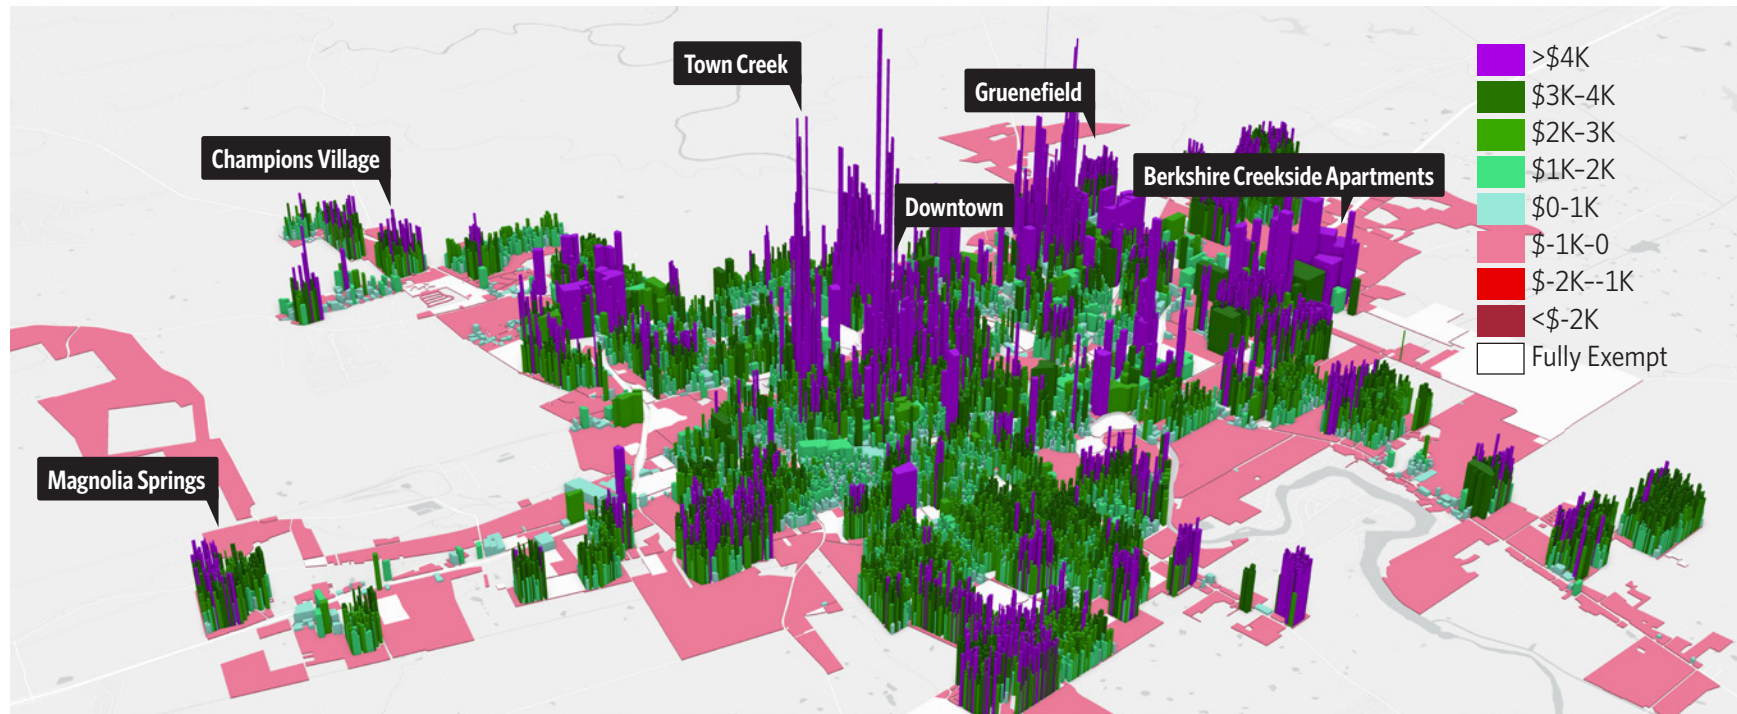 Town Creek
Gruenefield
Champions Village
Berkshire Creekside Apartments
Downtown
Magnolia Springs
>$4K
$3K–4K
$2K–3K
$1K–2K
$0-1K
$-1K–0
$-2K--1K
<$-2K
Fully Exempt